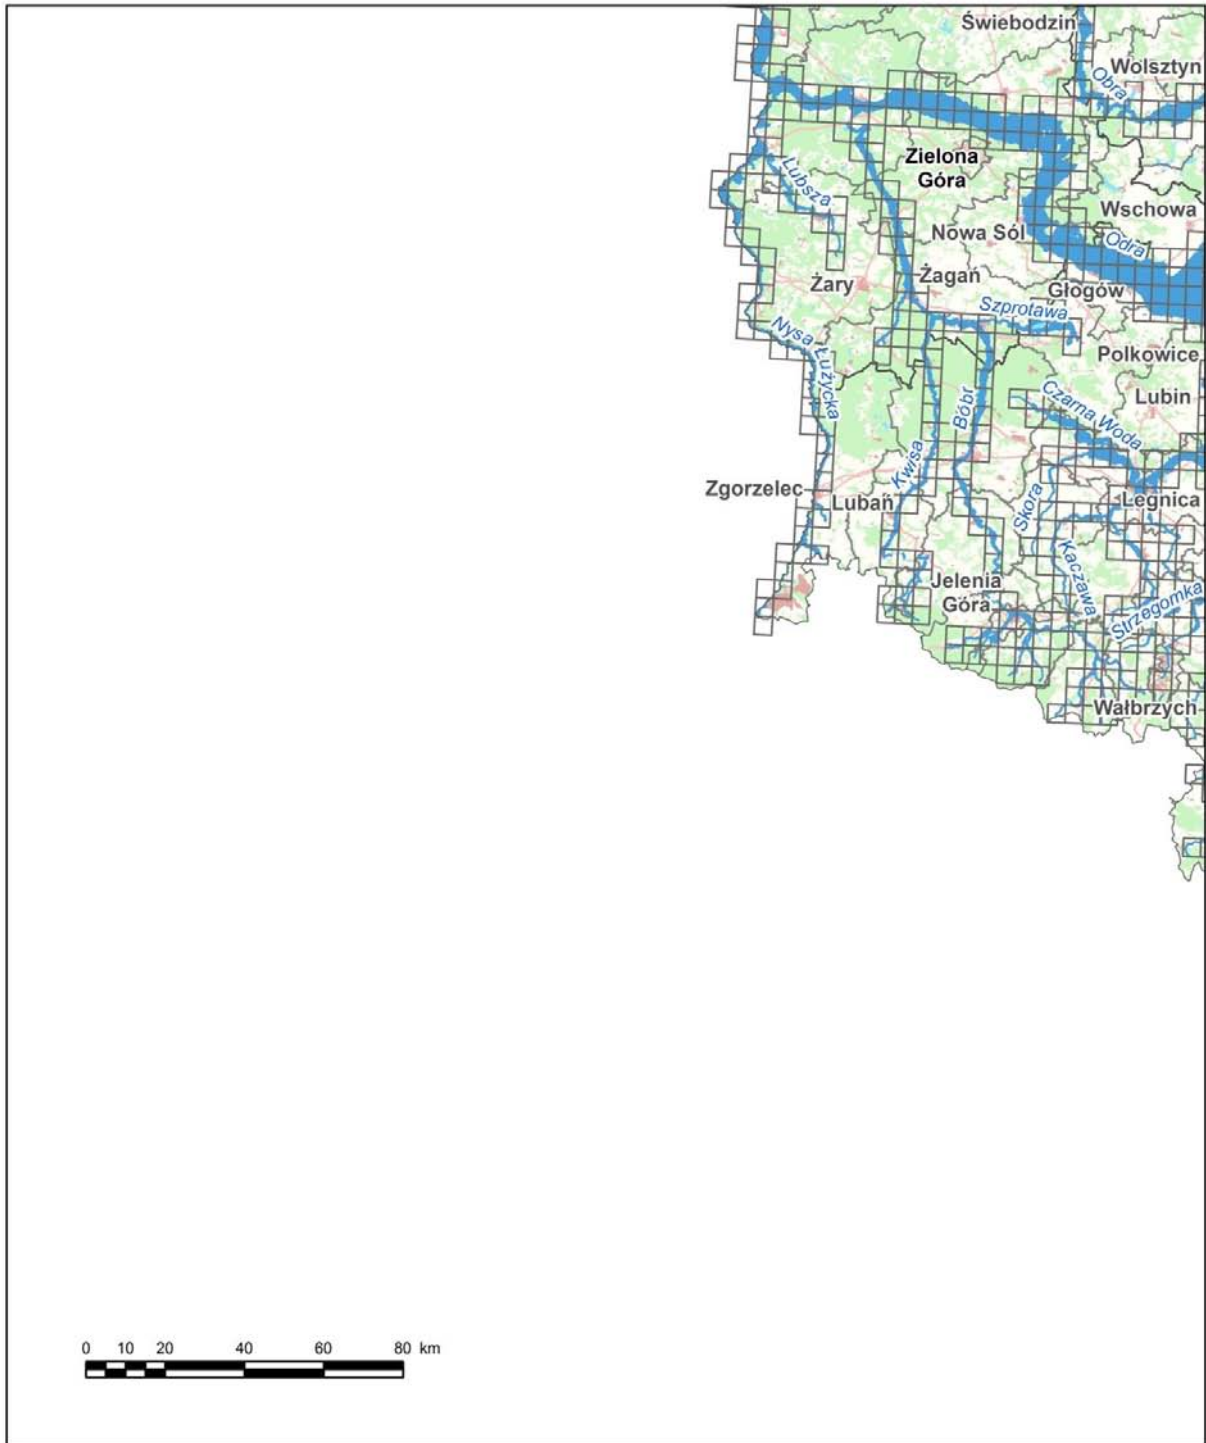 Świebodzin
Wolsztyn
Obra
Zielona
Góra
Lubsza
Wschowa
Nowa Sól
Odra
Żary
Żagań
Głogów
Szprotawa
Nysa Łużycka
Polkowice
Lubin
Czarna Woda
Bóbr
Kwisa
Zgorzelec
Lubań
Skora
Legnica
Kaczawa
Jelenia
Góra
Strzegomka
Wałbrzych
0 10 20 40 60 80 km